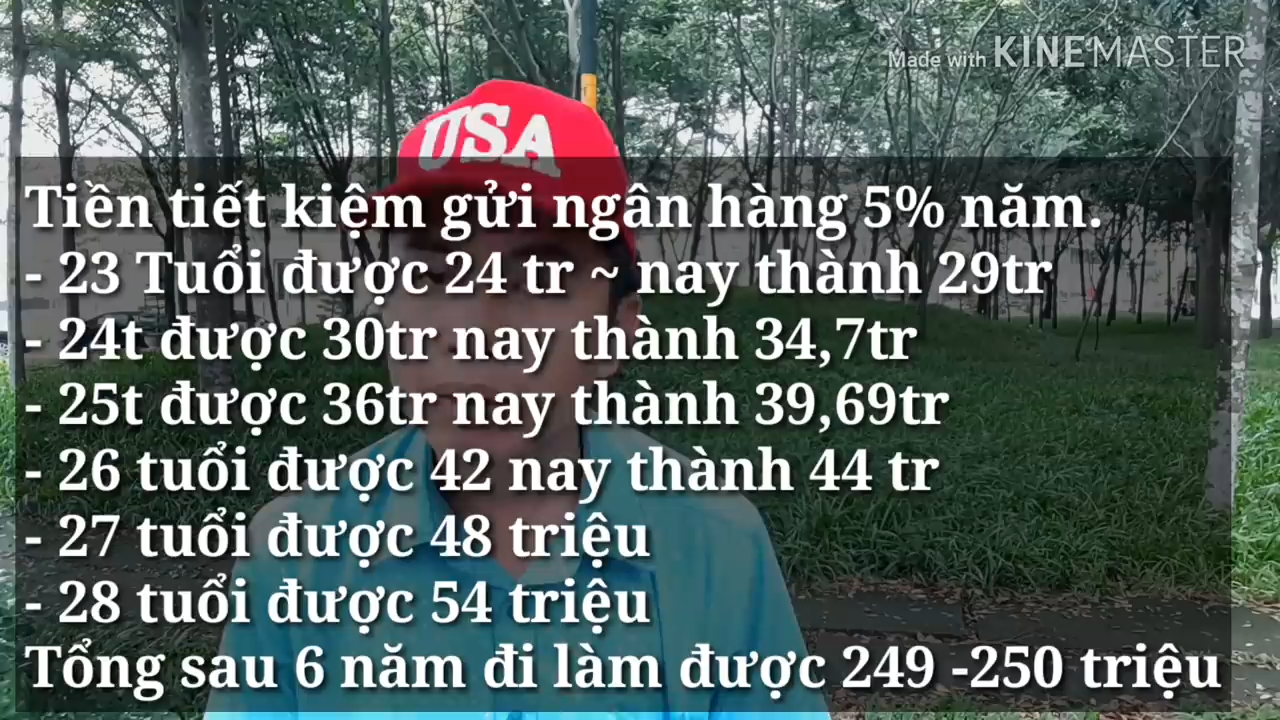 Made with KINEMASTER
USA
Tiền tiết kiệm gửi ngân hàng 5% năm.
- 23 Tuổi được 24 tr ~ nay thành 29tr
- 24t được 30tr nay thành 34,7tr
- 25t được 36tr nay thành 39,69tr
- 26 tuổi được 42 nay thành 44 tr
- 27 tuổi được 48 triệu
- 28 tuổi được 54 triệu
Tổng sau 6 năm đi làm được 249 -250 triệu